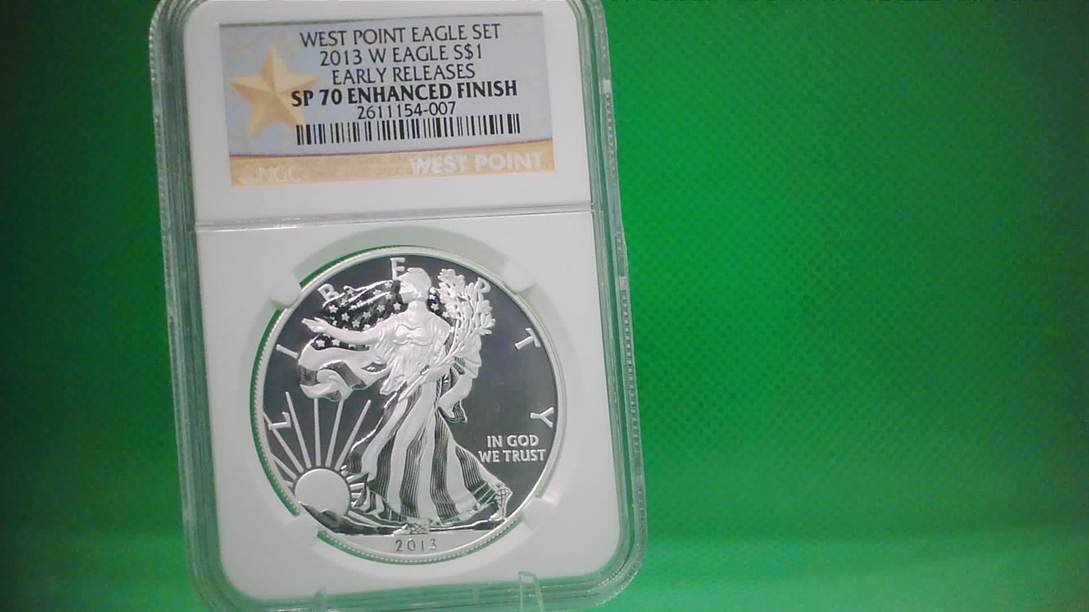 WEST POINT EAGLE SET
2013 W EAGLE S$1
EARLY RELEASES
SP 70 ENHANCED FINISH
2611154-007
NGC
WEST POINT
LIBERTY
IN GOD
WE TRUST
2013